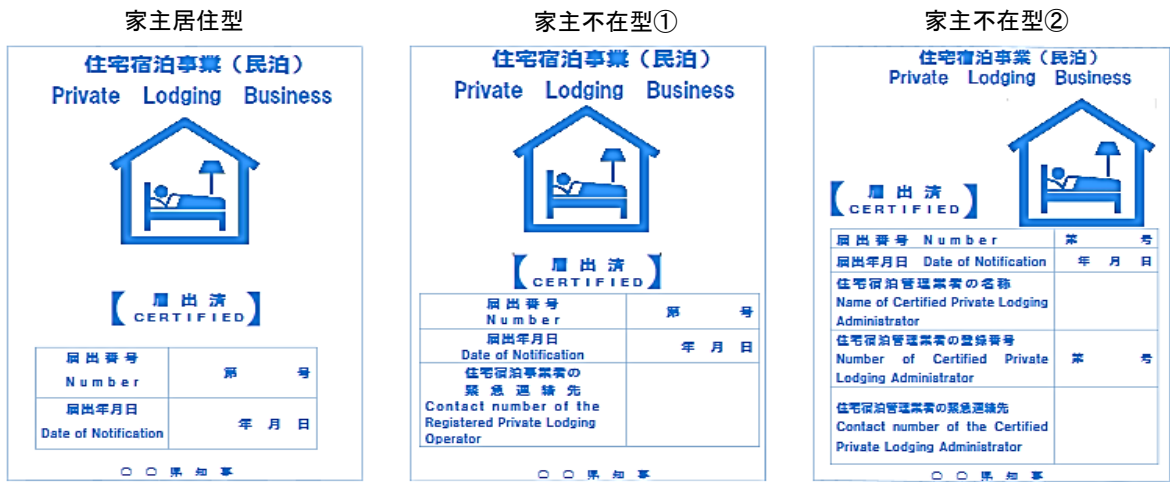 家主居住型
住宅宿泊事業（民泊）
Private Lodging Business
【届出済 CERTIFIED】
届出番号
Number
第 号
届出年月日
Date of Notification
年 月 日
〇〇県知事
家主不在型①
住宅宿泊事業（民泊）
Private Lodging Business
【届出済 CERTIFIED】
届出番号
Number
第 号
届出年月日
Date of Notification
年 月 日
住宅宿泊事業者の
緊急連絡先
Contact number of the
Registered Private Lodging
Operator
〇〇県知事
家主不在型②
住宅宿泊事業（民泊）
Private Lodging Business
【届出済 CERTIFIED】
届出番号 Number
第 号
届出年月日 Date of Notification
年 月 日
住宅宿泊管理業者の名称
Name of Certified Private Lodging
Administrator
住宅宿泊管理業者の登録番号
Number of Certified Private
Lodging Administrator
第 号
住宅宿泊管理業者の緊急連絡先
Contact number of the Certified
Private Lodging Administrator
〇〇県知事